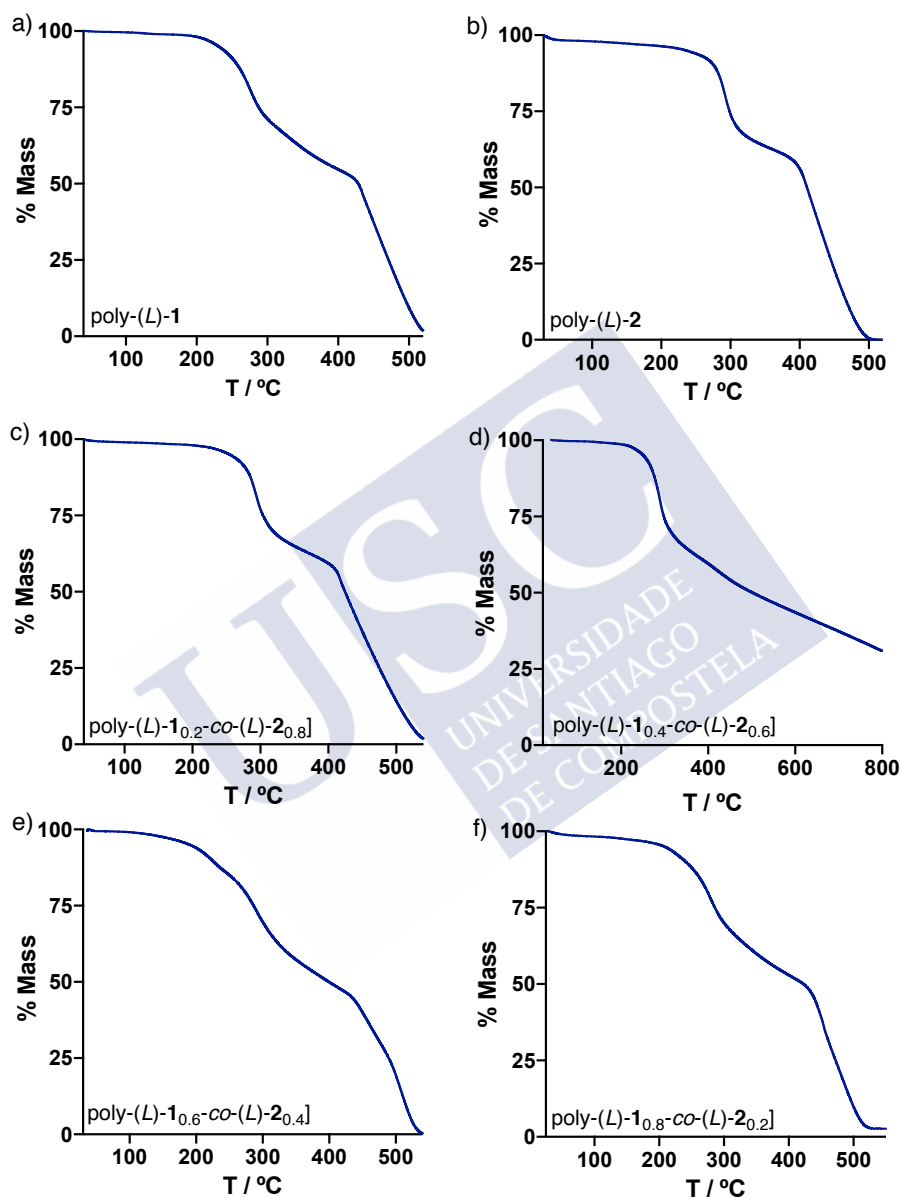 a)
100
75
50
25
0
% Mass
poly-(L)-1
100 200 300 400 500
T / ºC
b)
100
75
50
25
0
% Mass
poly-(L)-2
100 200 300 400 500
T / ºC
c)
100
75
50
25
0
% Mass
poly-(L)-1₀.₂-co-(L)-2₀.₈]
100 200 300 400 500
T / ºC
d)
100
75
50
25
0
% Mass
poly-(L)-1₀.₄-co-(L)-2₀.₆]
200 400 600 800
T / ºC
e)
100
75
50
25
0
% Mass
poly-(L)-1₀.₆-co-(L)-2₀.₄]
100 200 300 400 500
T / ºC
f)
100
75
50
25
0
% Mass
poly-(L)-1₀.₈-co-(L)-2₀.₂]
100 200 300 400 500
T / ºC
USC
UNIVERSIDADE
DE SANTIAGO
DE COMPOSTELA